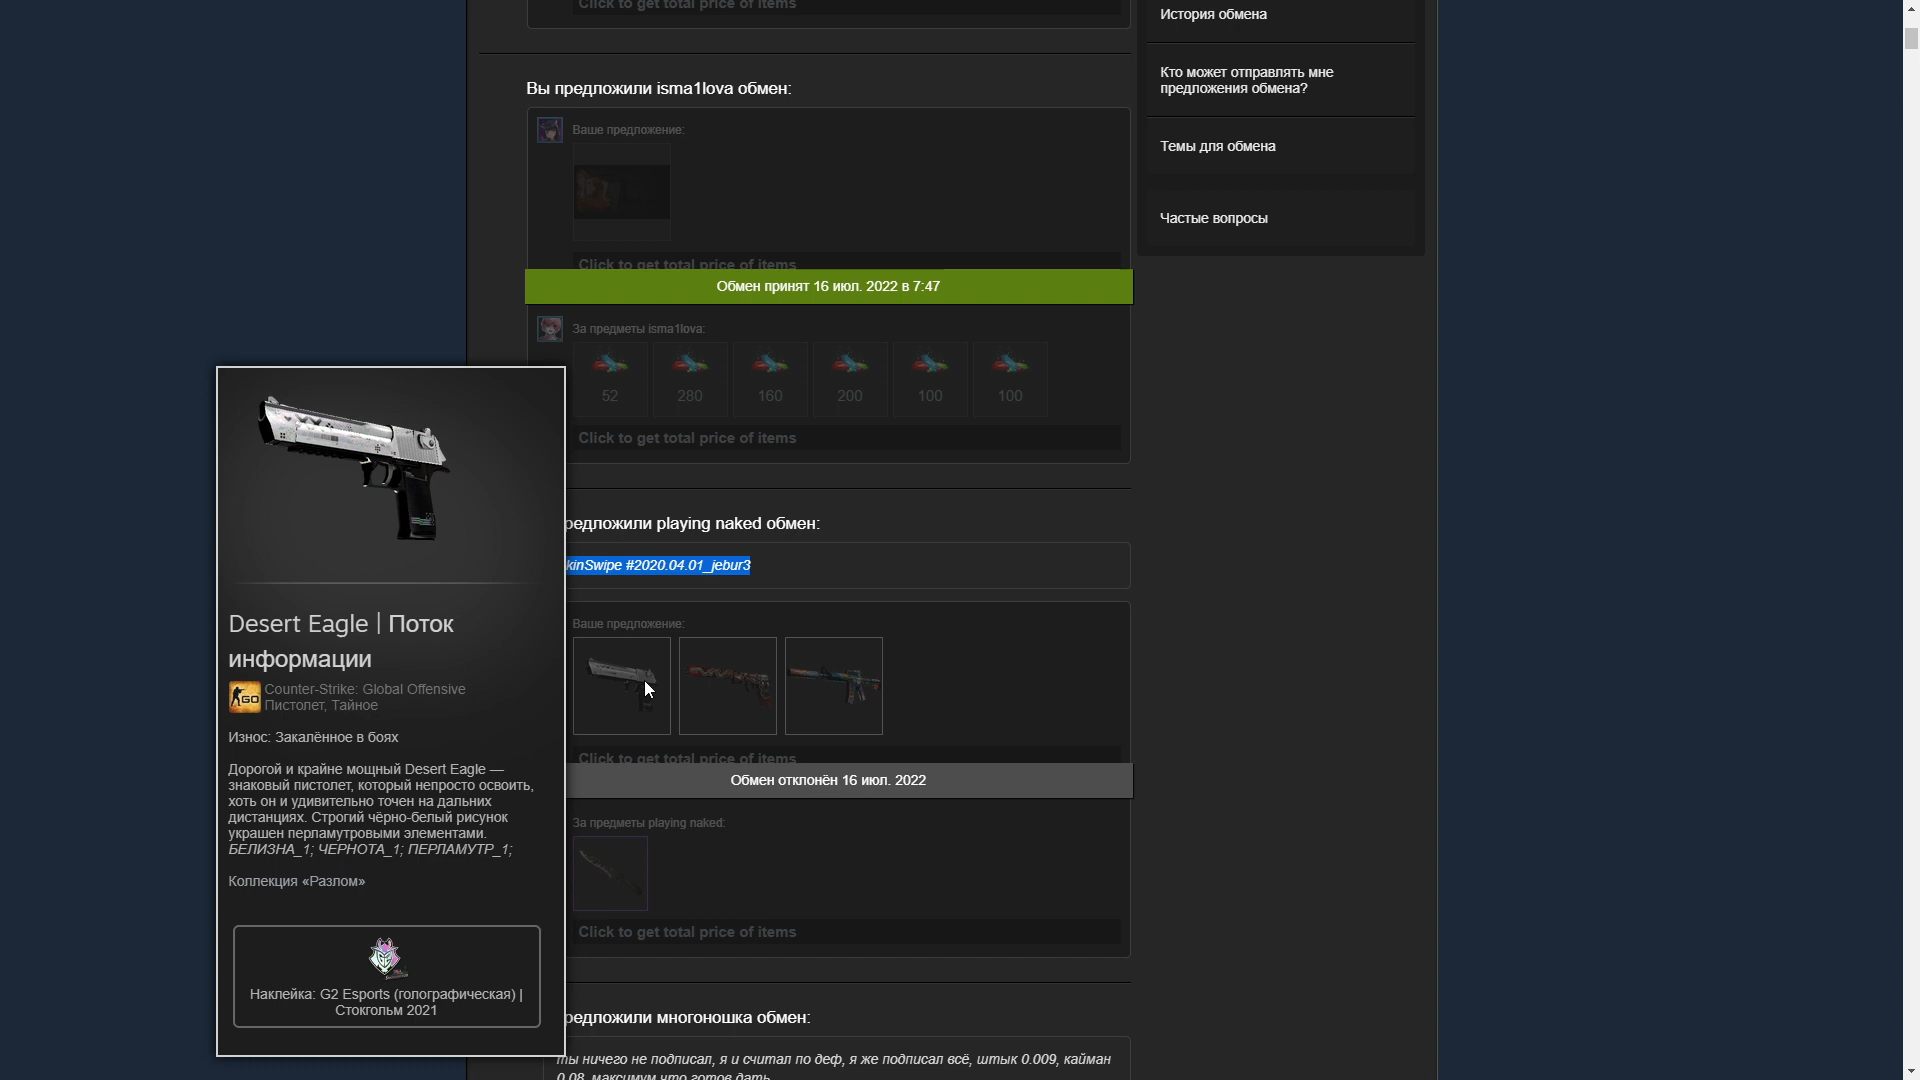 Click to get total price of items
История обмена
Кто может отправлять мне
предложения обмена?
Темы для обмена
Частые вопросы
Вы предложили isma1lova обмен:
Ваше предложение:
Click to get total price of items
Обмен принят 16 июл. 2022 в 7:47
За предметы isma1lova:
52 280 160 200 100 100
Click to get total price of items
редложили playing naked обмен:
kinSwipe #2020.04.01_jebur3
Ваше предложение:
Click to get total price of items
Обмен отклонён 16 июл. 2022
За предметы playing naked:
Click to get total price of items
редложили многоношка обмен:
ты ничего не подписал, я и считал по деф, я же подписал всё, штык 0.009, кайман
0.08, максимум что готов дать
Desert Eagle | Поток
информации
GO
Counter-Strike: Global Offensive
Пистолет, Тайное
Износ: Закалённое в боях
Дорогой и крайне мощный Desert Eagle —
знаковый пистолет, который непросто освоить,
хоть он и удивительно точен на дальних
дистанциях. Строгий чёрно-белый рисунок
украшен перламутровыми элементами.
БЕЛИЗНА_1; ЧЕРНОТА_1; ПЕРЛАМУТР_1;
Коллекция «Разлом»
Наклейка: G2 Esports (голографическая) |
Стокгольм 2021